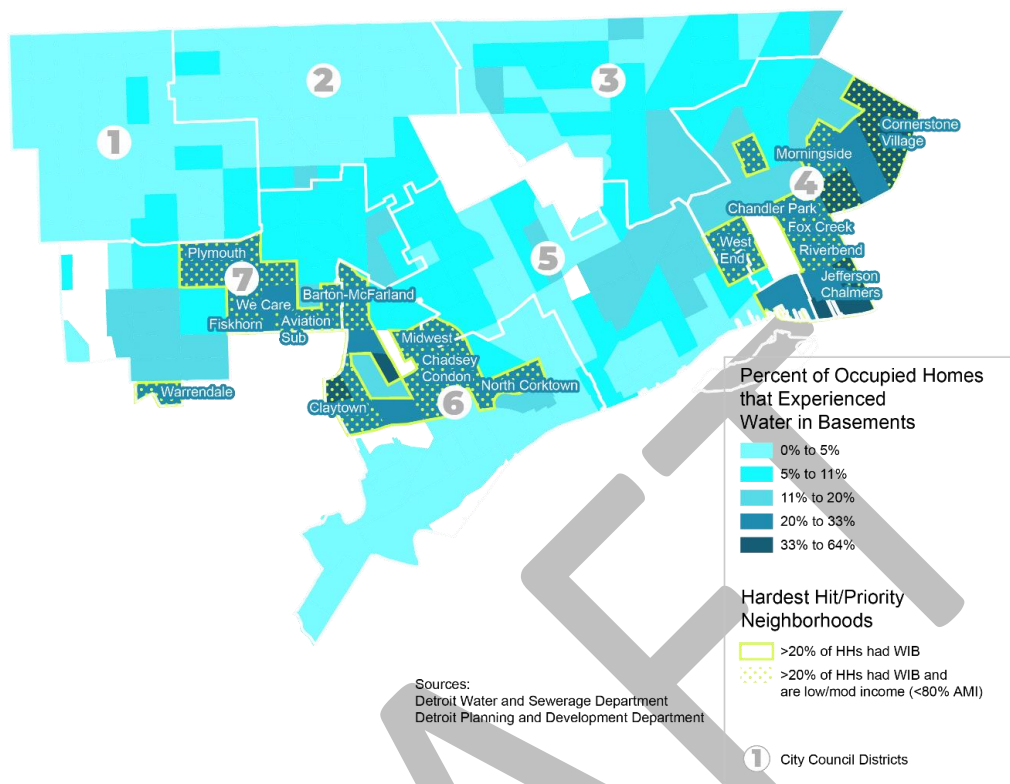 1
2
3
4
5
6
7
Cornerstone
Village
Morningside
Chandler Park
Fox Creek
West
End
Riverbend
Jefferson
Chalmers
Plymouth
We Care
Barton-McFarland
Fiskhorn
Aviation
Sub
Midwest
Chadsey
Condon
North Corktown
Warrendale
Claytown
Percent of Occupied Homes
that Experienced
Water in Basements
0% to 5%
5% to 11%
11% to 20%
20% to 33%
33% to 64%
Hardest Hit/Priority
Neighborhoods
>20% of HHs had WIB
>20% of HHs had WIB and
are low/mod income (<80% AMI)
1 City Council Districts
Sources:
Detroit Water and Sewerage Department
Detroit Planning and Development Department